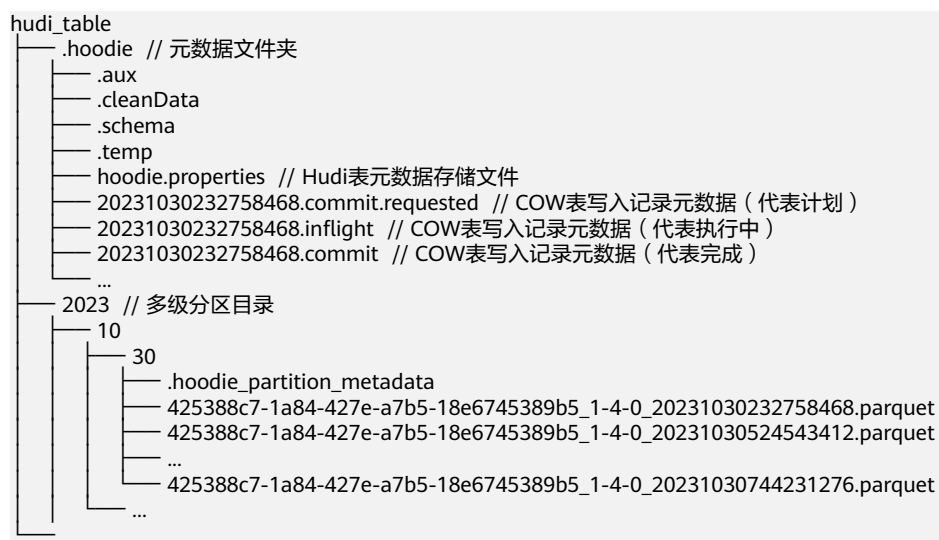 hudi_table
├── .hoodie // 元数据文件夹
│   ├── .aux
│   ├── .cleanData
│   ├── .schema
│   ├── .temp
│   ├── hoodie.properties // Hudi表元数据存储文件
│   ├── 20231030232758468.commit.requested // COW表写入记录元数据（代表计划）
│   ├── 20231030232758468.inflight // COW表写入记录元数据（代表执行中）
│   ├── 20231030232758468.commit // COW表写入记录元数据（代表完成）
│   └── ...
├── 2023 // 多级分区目录
│   ├── 10
│   │   ├── 30
│   │   │   ├── .hoodie_partition_metadata
│   │   │   ├── 425388c7-1a84-427e-a7b5-18e6745389b5_1-4-0_20231030232758468.parquet
│   │   │   ├── 425388c7-1a84-427e-a7b5-18e6745389b5_1-4-0_20231030524543412.parquet
│   │   │   ├── ...
│   │   │   └── 425388c7-1a84-427e-a7b5-18e6745389b5_1-4-0_20231030744231276.parquet
│   │   └── ...
└──